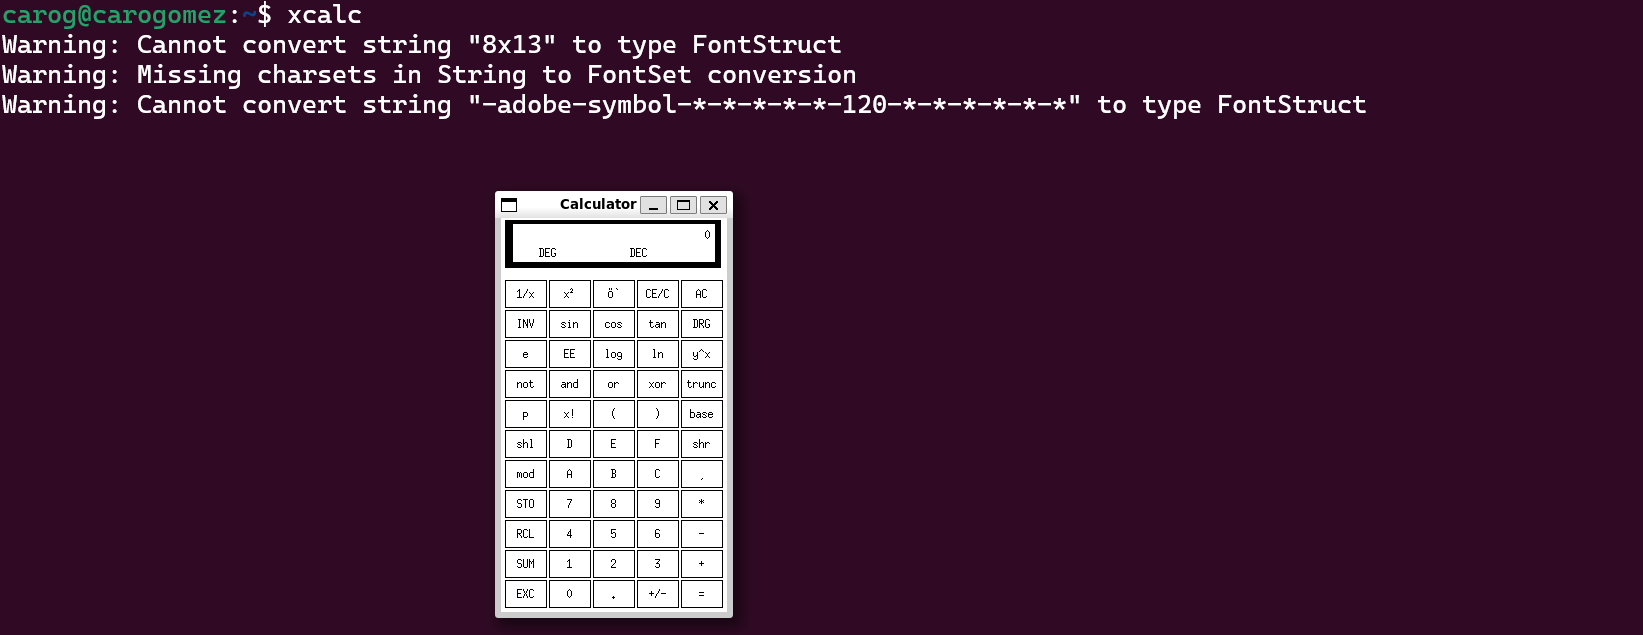 carog@carogomez:~$ xcalc
Warning: Cannot convert string "8x13" to type FontStruct
Warning: Missing charsets in String to FontSet conversion
Warning: Cannot convert string "-adobe-symbol-*-*-*-*-*-120-*-*-*-*-*-*" to type FontStruct
Calculator
0
DEG DEC
1/x x² ö` CE/C AC
INV sin cos tan DRG
e EE log ln y^x
not and or xor trunc
p x! ( ) base
shl D E F shr
mod A B C ¸
STO 7 8 9 *
RCL 4 5 6 -
SUM 1 2 3 +
EXC 0 . +/- =